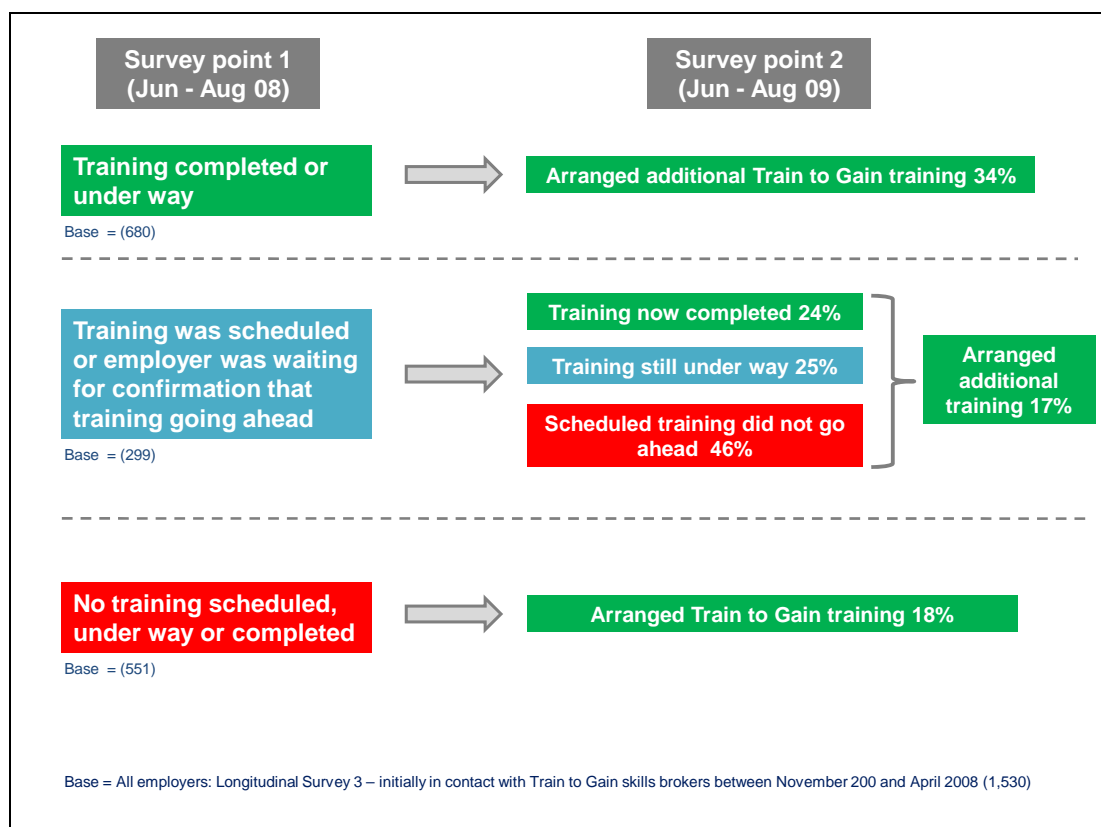 Survey point 1
(Jun - Aug 08)
Survey point 2
(Jun - Aug 09)
Training completed or
under way
Base = (680)
Arranged additional Train to Gain training 34%
Training was scheduled
or employer was waiting
for confirmation that
training going ahead
Base = (299)
Training now completed 24%
Training still under way 25%
Scheduled training did not go
ahead 46%
Arranged
additional
training 17%
No training scheduled,
under way or completed
Base = (551)
Arranged Train to Gain training 18%
Base = All employers: Longitudinal Survey 3 – initially in contact with Train to Gain skills brokers between November 200 and April 2008 (1,530)